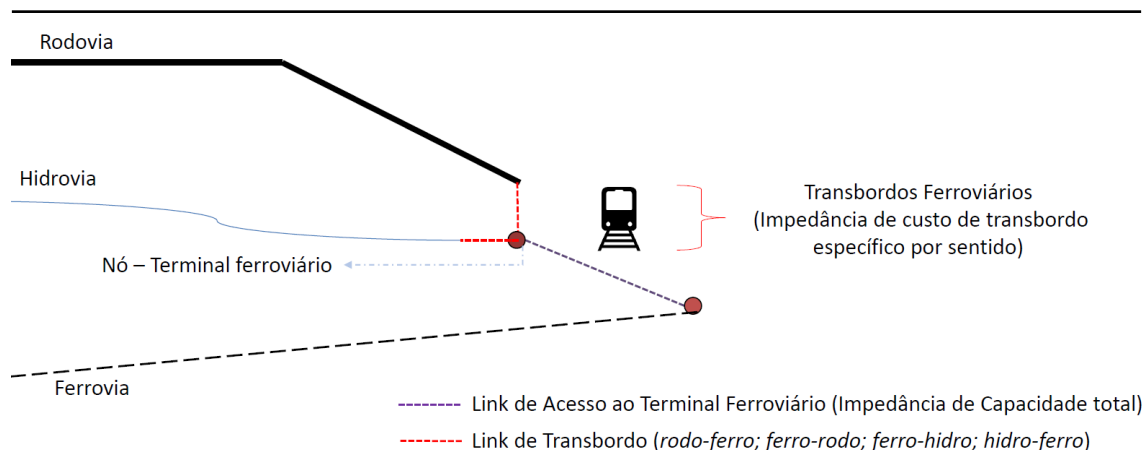 Rodovia
Hidrovia
Transbordos Ferroviários
(Impedância de custo de transbordo
específico por sentido)
Nó – Terminal ferroviário
Ferrovia
Link de Acesso ao Terminal Ferroviário (Impedância de Capacidade total)
Link de Transbordo (rodo-ferro; ferro-rodo; ferro-hidro; hidro-ferro)